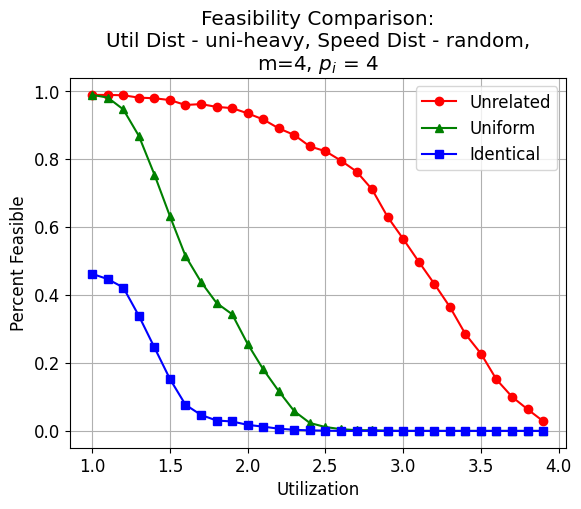 Feasibility Comparison:
Util Dist - uni-heavy, Speed Dist - random,
m=4, pᵢ = 4
Unrelated
Uniform
Identical
Percent Feasible
1.0
0.8
0.6
0.4
0.2
0.0
1.0 1.5 2.0 2.5 3.0 3.5 4.0
Utilization